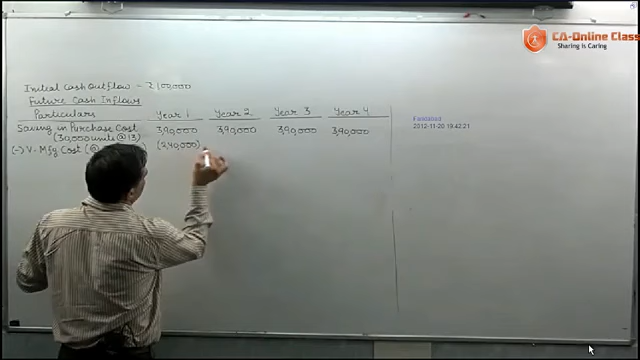 CA-Online Class
Sharing is Caring
Initial Cash Outflow = 2,10,000
Future Cash Inflows
Particulars Year 1 Year 2 Year 3 Year 4
Saving in Purchase Cost 3,90,000 3,90,000 3,90,000 3,90,000
(30,000 units @ 13)
(-) V. Mfg Cost (@ (2,40,000)
Faridabad
2012-11-20 19:42:21